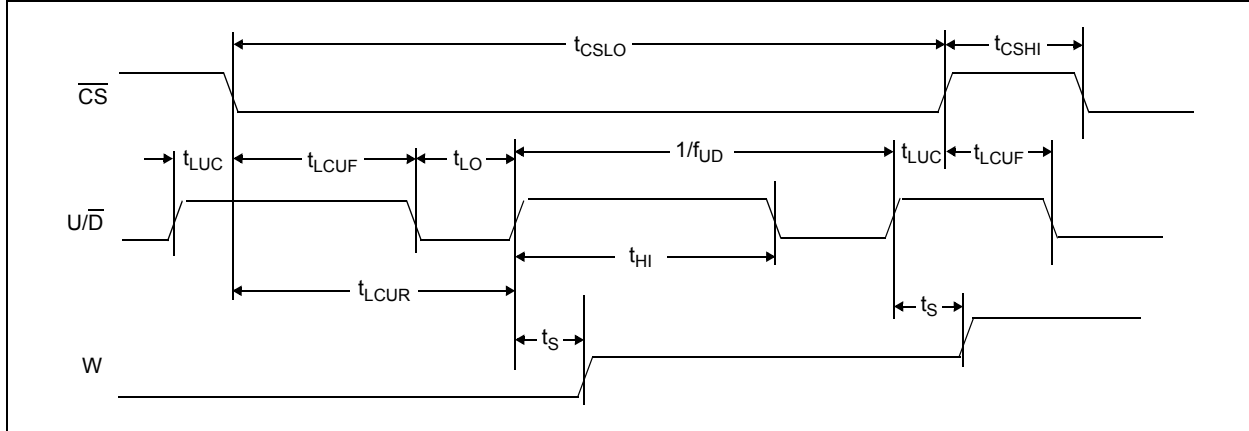 tCSLO
tCSHI
CS
tLUC
tLCUF
tLO
1/fUD
tLUC
tLCUF
U/D
tHI
tLCUR
tS
tS
W